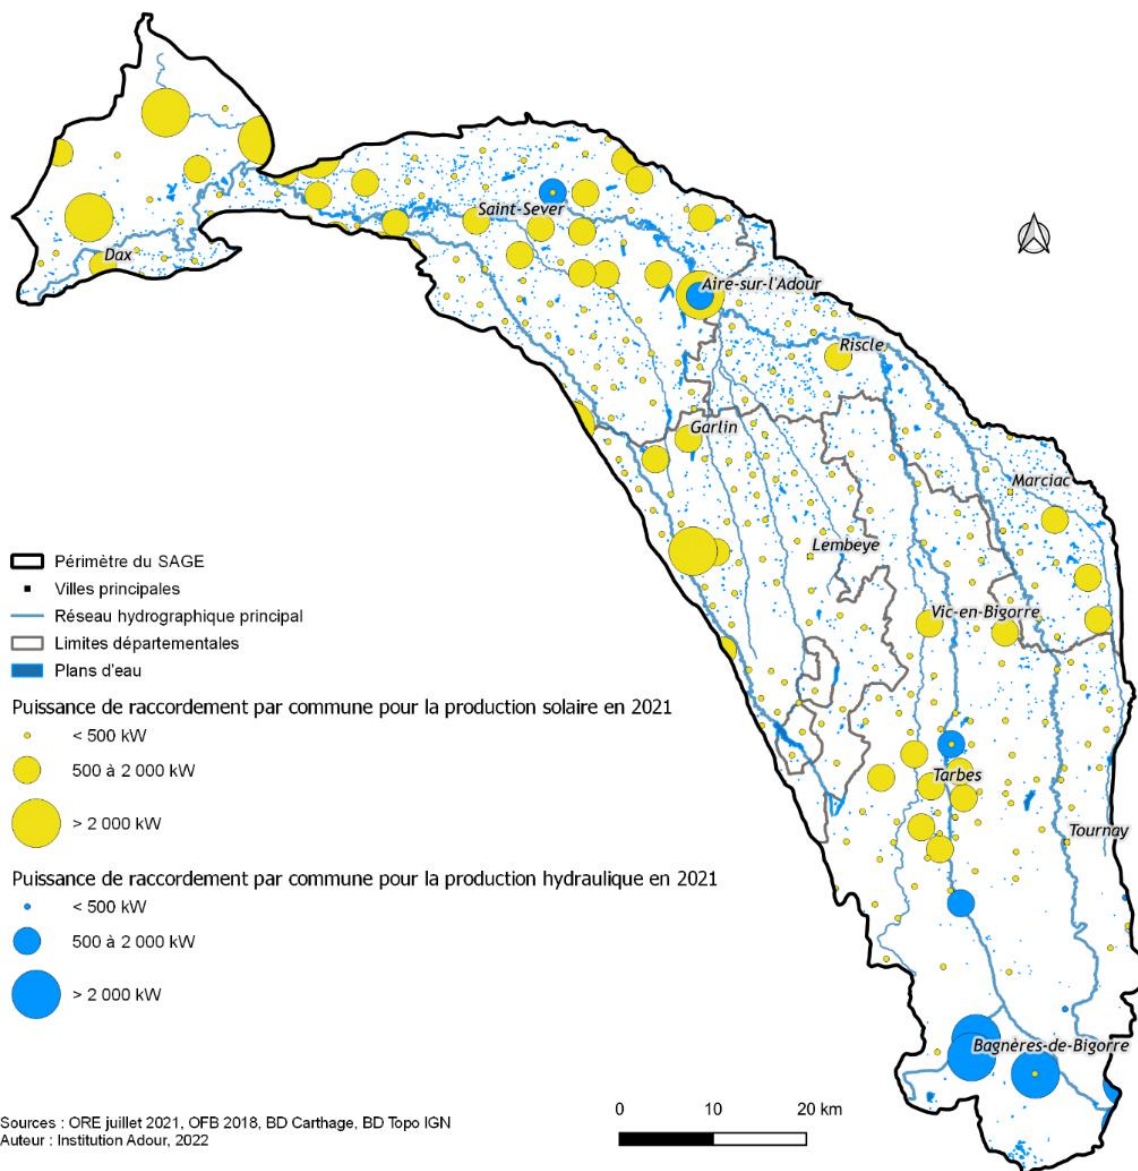 Saint-Sever
Dax
Aire-sur-l'Adour
Riscle
Garlin
Marciac
Lembeye
Vic-en-Bigorre
Tarbes
Tournay
Bagnères-de-Bigorre
Périmètre du SAGE
Villes principales
Réseau hydrographique principal
Limites départementales
Plans d'eau
Puissance de raccordement par commune pour la production solaire en 2021
< 500 kW
500 à 2 000 kW
> 2 000 kW
Puissance de raccordement par commune pour la production hydraulique en 2021
< 500 kW
500 à 2 000 kW
> 2 000 kW
0 10 20 km
Sources : ORE juillet 2021, OFB 2018, BD Carthage, BD Topo IGN
Auteur : Institution Adour, 2022